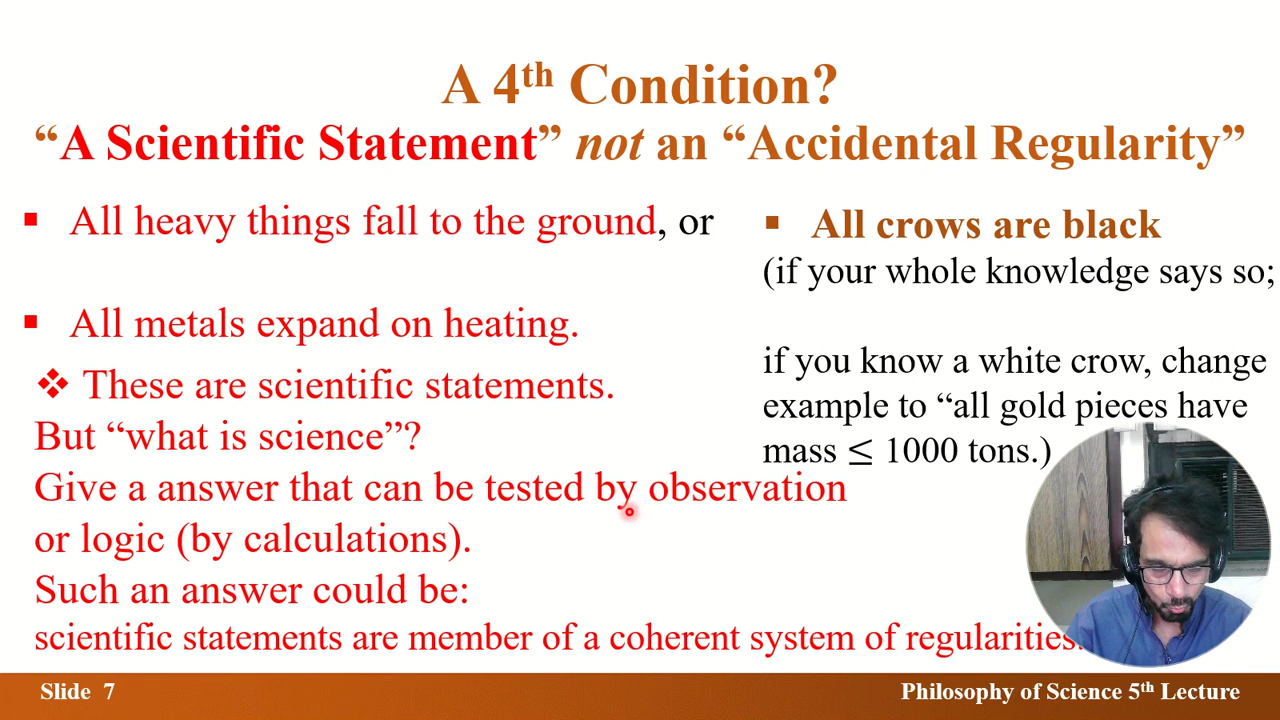 A 4th Condition?
“A Scientific Statement” not an “Accidental Regularity”
▪ All heavy things fall to the ground, or
▪ All metals expand on heating.
❖ These are scientific statements.
But “what is science”?
Give a answer that can be tested by observation
or logic (by calculations).
Such an answer could be:
scientific statements are member of a coherent system of regularities.
▪ All crows are black
(if your whole knowledge says so;
if you know a white crow, change
example to “all gold pieces have
mass ≤ 1000 tons.)
Slide 7
Philosophy of Science 5th Lecture